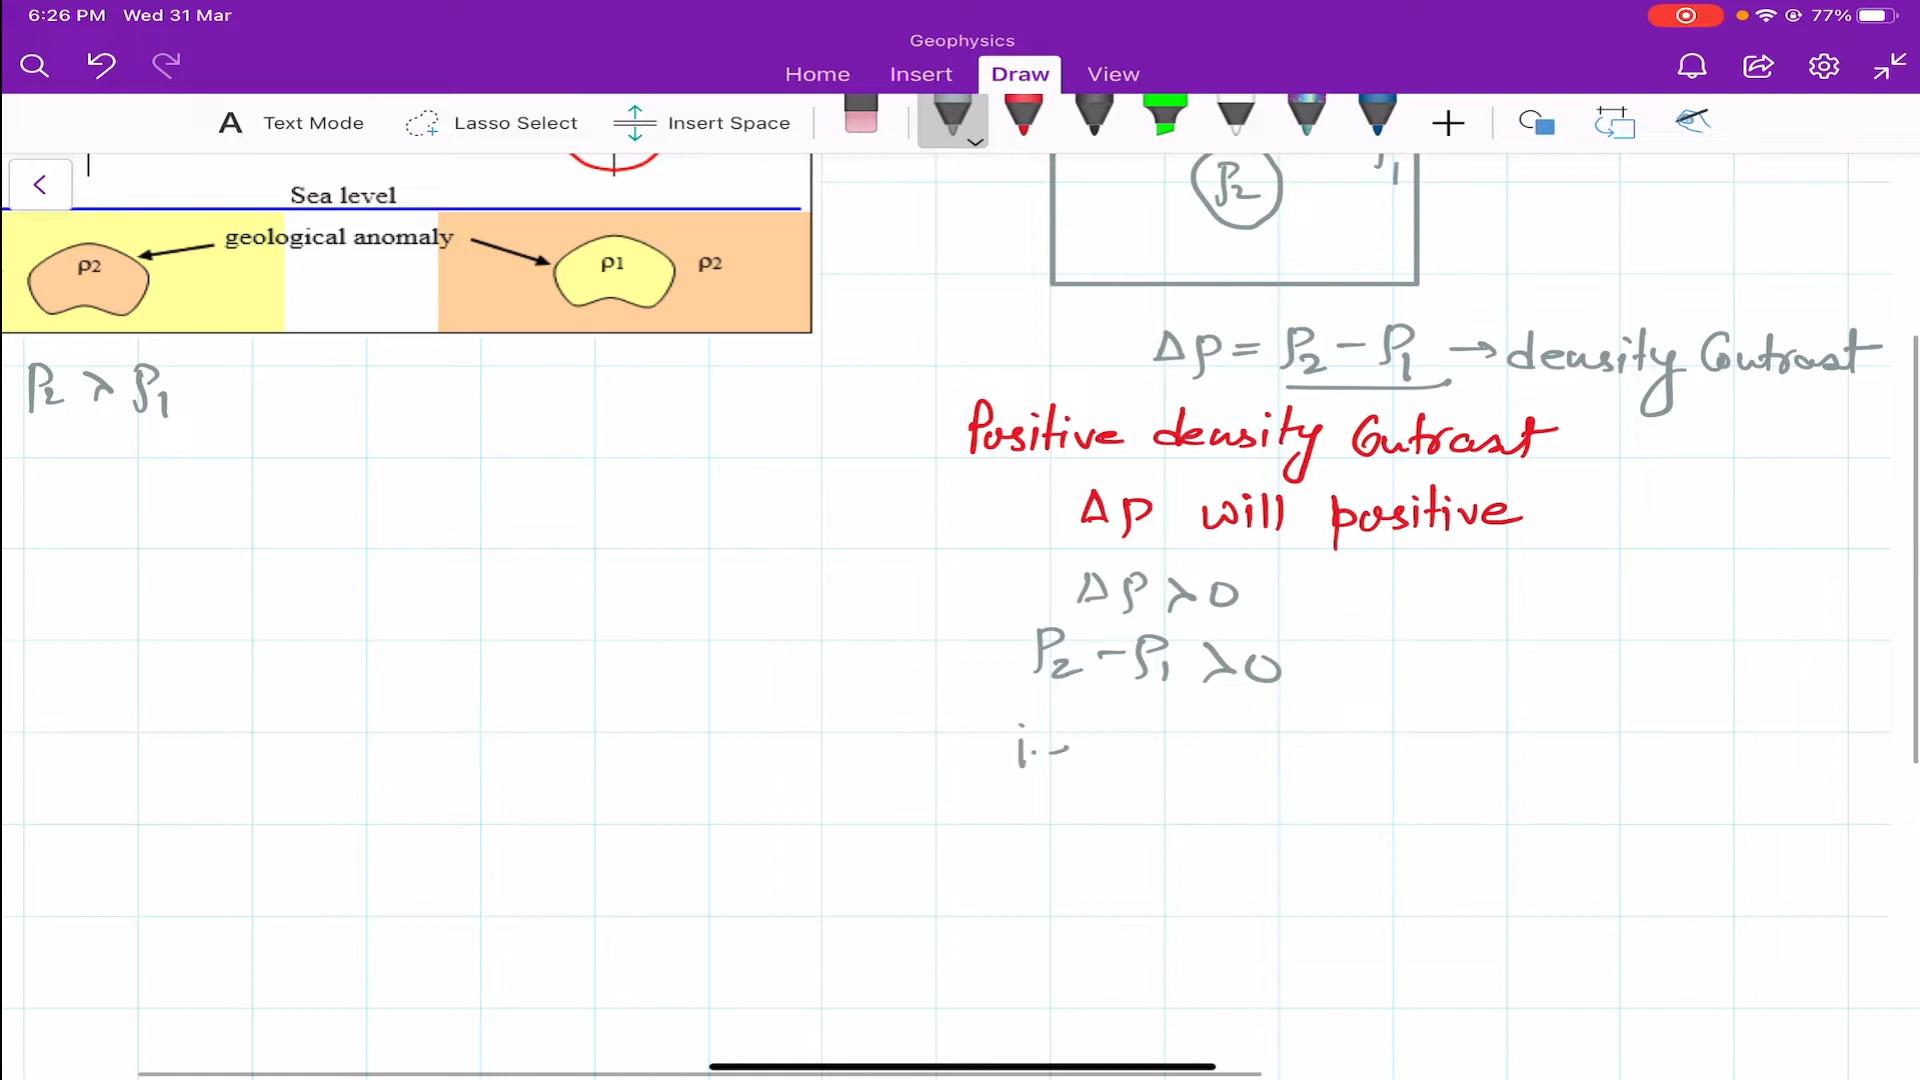 6:26 PM Wed 31 Mar
77%
Geophysics
Home Insert Draw View
A Text Mode Lasso Select Insert Space
Sea level
geological anomaly
ρ2
ρ1 ρ2
ρ2 ρ1
Δρ = ρ2 - ρ1 → density Contrast
ρ2 > ρ1
Positive density Contrast
Δρ will positive
Δρ > 0
ρ2 - ρ1 > 0
i.